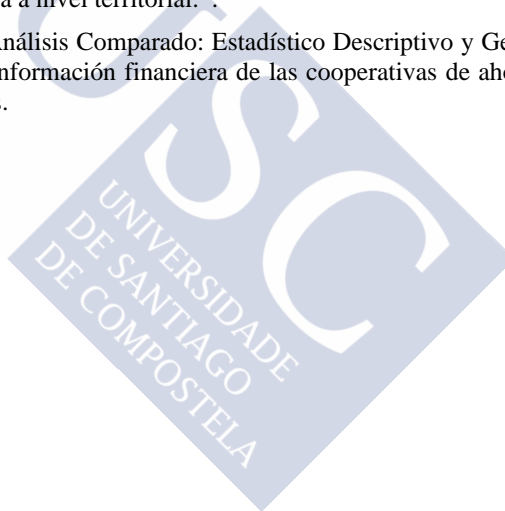 a a nivel territorial.”.
nálisis Comparado: Estadístico Descriptivo y Ge
nformación financiera de las cooperativas de aho
s.
USC
UNIVERSIDADE
DE SANTIAGO
DE COMPOSTELA